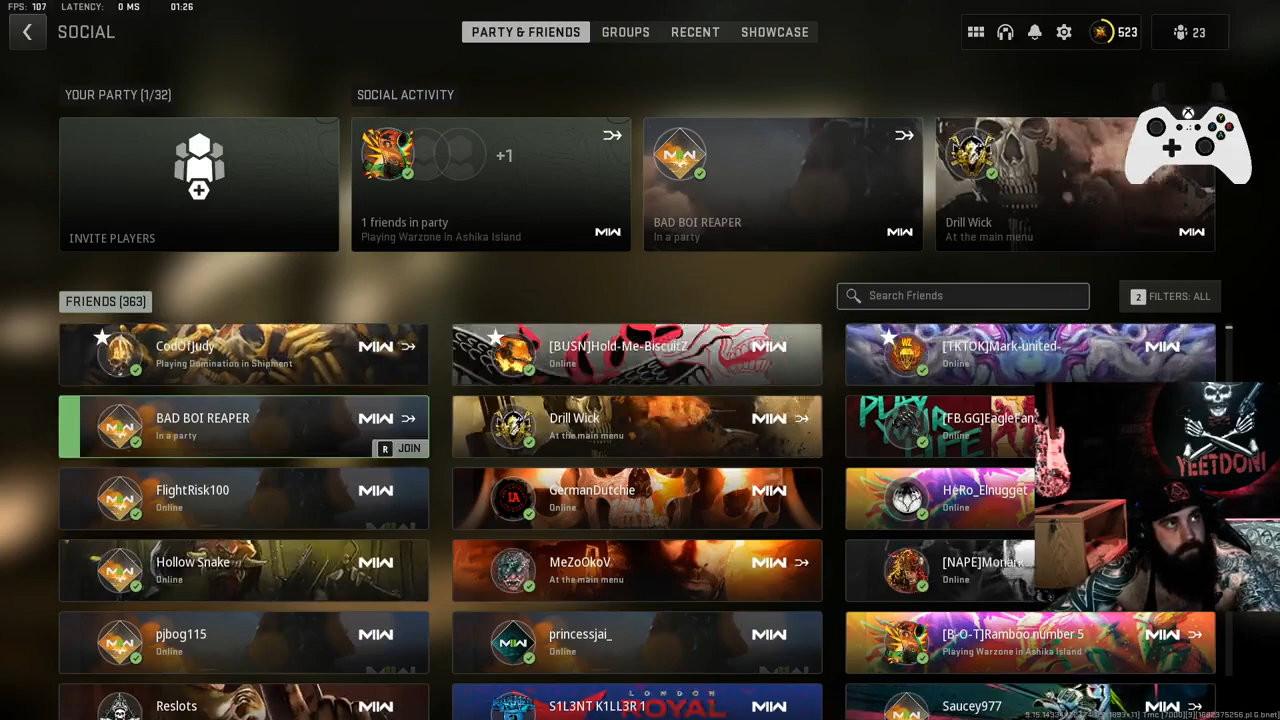 FPS: 107 LATENCY: 0 MS 01:26
SOCIAL
PARTY & FRIENDS GROUPS RECENT SHOWCASE
523
23
YOUR PARTY (1/32)
SOCIAL ACTIVITY
INVITE PLAYERS
+1
1 friends in party
Playing Warzone in Ashika Island
MW
BAD BOI REAPER
In a party
MW
Drill Wick
At the main menu
MW
FRIENDS (363)
Search Friends
2 FILTERS: ALL
CodOfJudy
Playing Domination in Shipment
MW
[BUSN]Hold-Me-BiscuitZ
Online
MW
[TKTOK]Mark-united-
Online
MW
BAD BOI REAPER
In a party
MW
R JOIN
Drill Wick
At the main menu
MW
[FB.GG]EagleFan
Online
FlightRisk100
Online
MW
GermanDutchie
Online
MW
HeRo_Elnugget
Online
Hollow Snake
Online
MW
MeZoOkoV
At the main menu
MW
[NAPE]Monark
Online
pjbog115
Online
MW
princessjai_
Online
MW
[B-O-T]Ramboo number 5
Playing Warzone in Ashika Island
MW
Reslots
MW
S1L3NT K1LL3R 1
LONDON
ROYAL
MW
Saucey977
MW
YEETDON